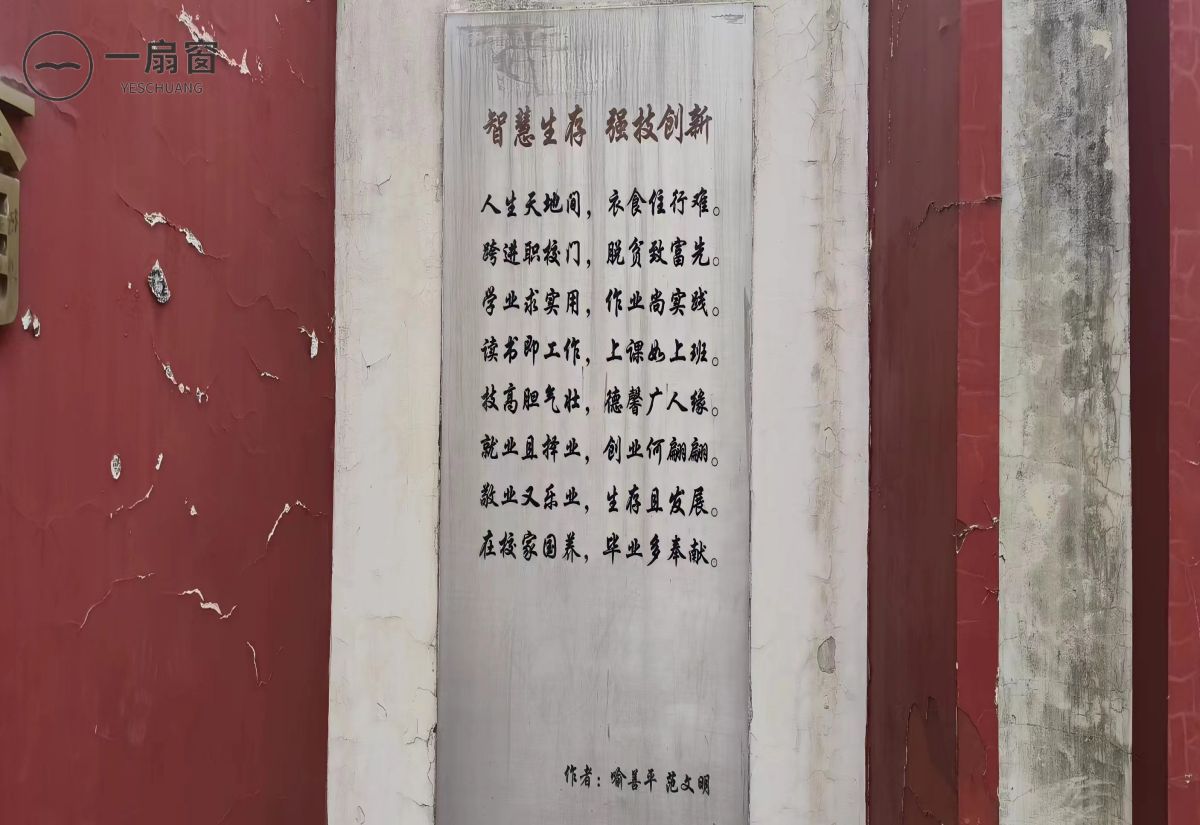 一扇窗
YESCHUANG
智慧生存 强技创新
人生天地间，衣食住行难。
跨进职校门，脱贫致富先。
学业求实用，作业尚实践。
读书即工作，上课如上班。
技高胆气壮，德馨广人缘。
就业且择业，创业何翩翩。
敬业又乐业，生存且发展。
在校家国养，毕业多奉献。
作者：喻善平 范文明